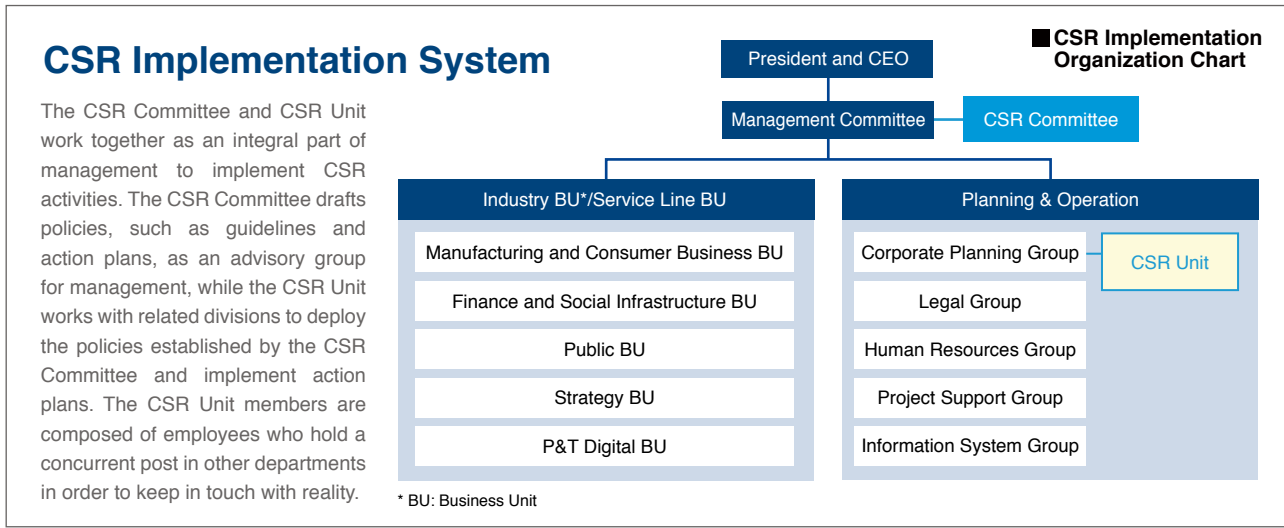 CSR Implementation System
The CSR Committee and CSR Unit
work together as an integral part of
management to implement CSR
activities. The CSR Committee drafts
policies, such as guidelines and
action plans, as an advisory group
for management, while the CSR Unit
works with related divisions to deploy
the policies established by the CSR
Committee and implement action
plans. The CSR Unit members are
composed of employees who hold a
concurrent post in other departments
in order to keep in touch with reality.
■ CSR Implementation
Organization Chart
President and CEO
Management Committee
CSR Committee
Industry BU*/Service Line BU
Manufacturing and Consumer Business BU
Finance and Social Infrastructure BU
Public BU
Strategy BU
P&T Digital BU
* BU: Business Unit
Planning & Operation
Corporate Planning Group
CSR Unit
Legal Group
Human Resources Group
Project Support Group
Information System Group